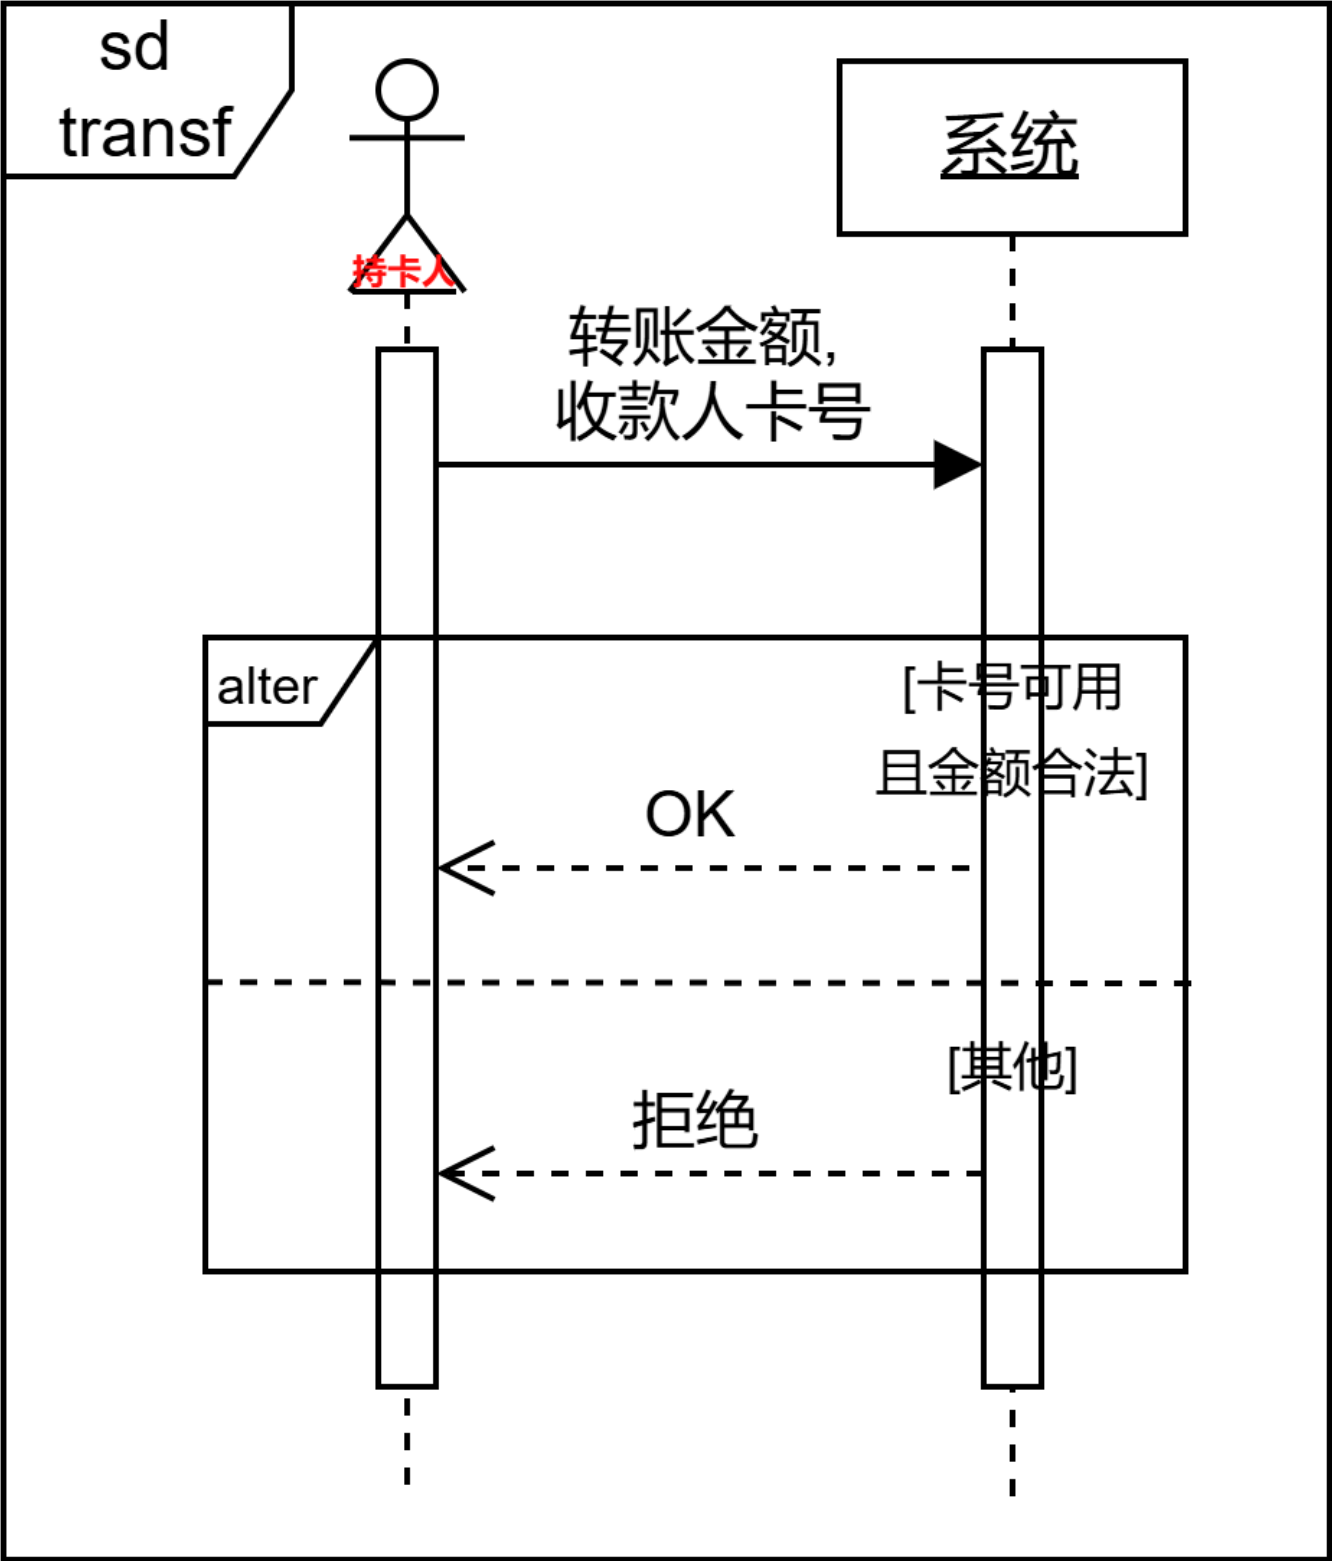 sd
transf
系统
持卡人
转账金额,
收款人卡号
alter
[卡号可用
且金额合法]
OK
[其他]
拒绝